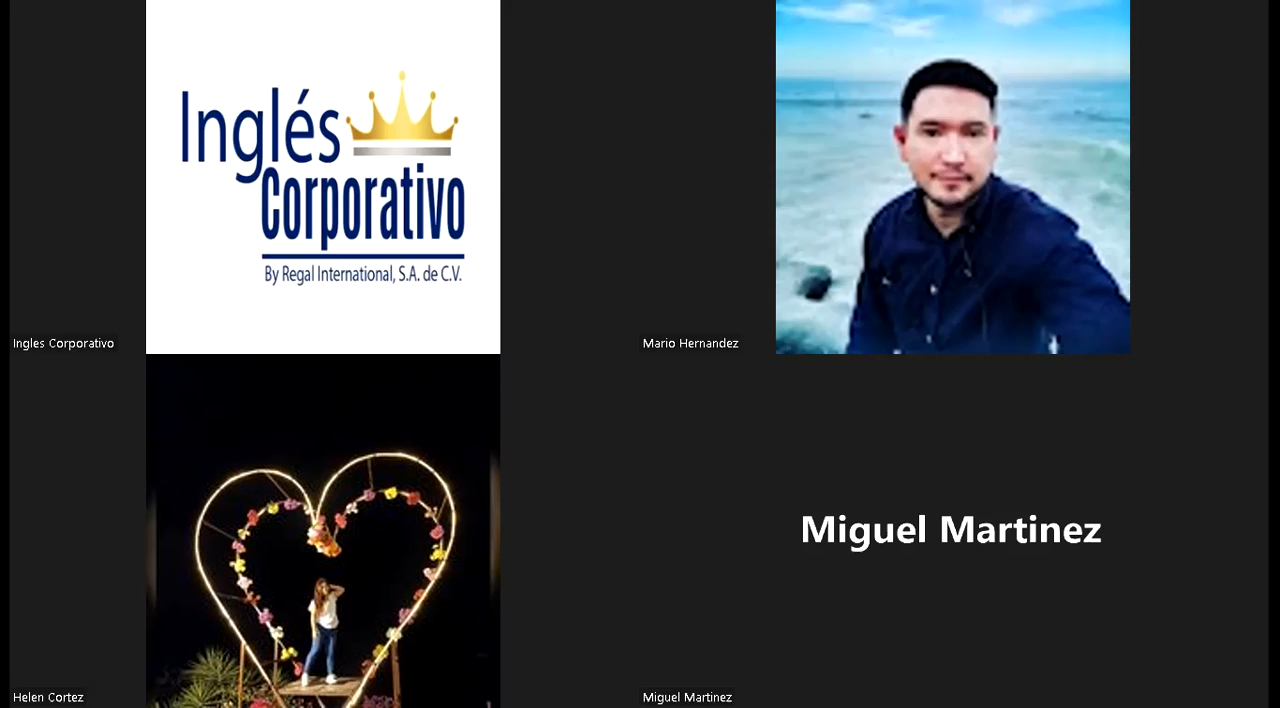 Inglés
Corporativo
By Regal International, S.A. de C.V.
Ingles Corporativo
Mario Hernandez
Miguel Martinez
Helen Cortez
Miguel Martinez